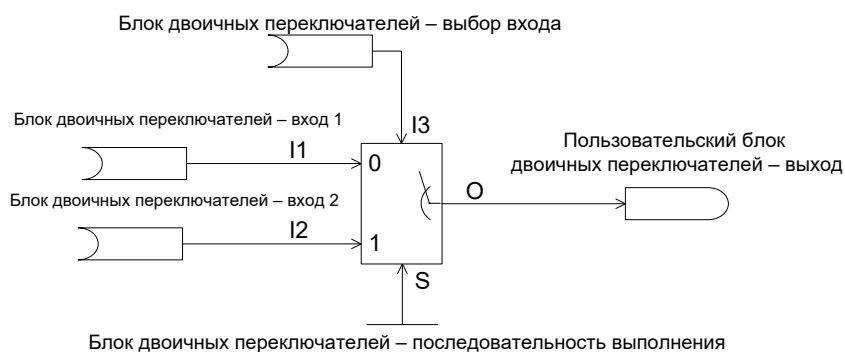 Блок двоичных переключателей – выбор входа
I3
Блок двоичных переключателей – вход 1
I1
0
Пользовательский блок
двоичных переключателей – выход
O
Блок двоичных переключателей – вход 2
I2
1
S
Блок двоичных переключателей – последовательность выполнения